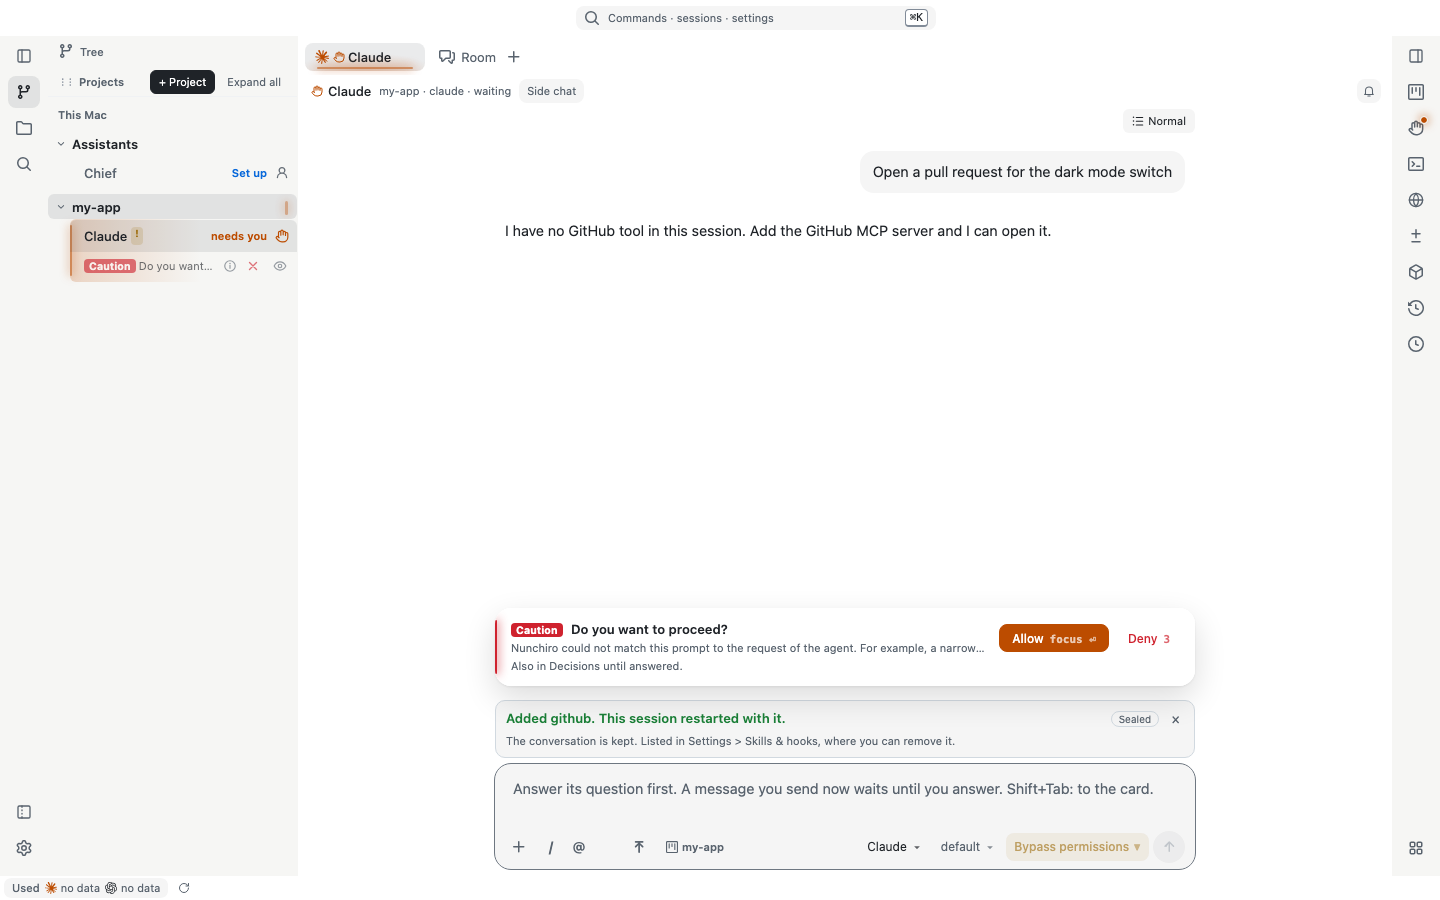 Commands · sessions · settings
⌘K
Tree
Projects
+ Project
Expand all
This Mac
Assistants
Chief
Set up
my-app
Claude !
needs you
Caution Do you want...
Claude
Room
Claude my-app · claude · waiting
Side chat
Normal
Open a pull request for the dark mode switch
I have no GitHub tool in this session. Add the GitHub MCP server and I can open it.
Caution Do you want to proceed?
Nunchiro could not match this prompt to the request of the agent. For example, a narrow...
Also in Decisions until answered.
Allow focus ⏎
Deny 3
Added github. This session restarted with it.
Sealed
The conversation is kept. Listed in Settings > Skills & hooks, where you can remove it.
Answer its question first. A message you send now waits until you answer. Shift+Tab: to the card.
+ / @
my-app
Claude
default
Bypass permissions
Used no data no data